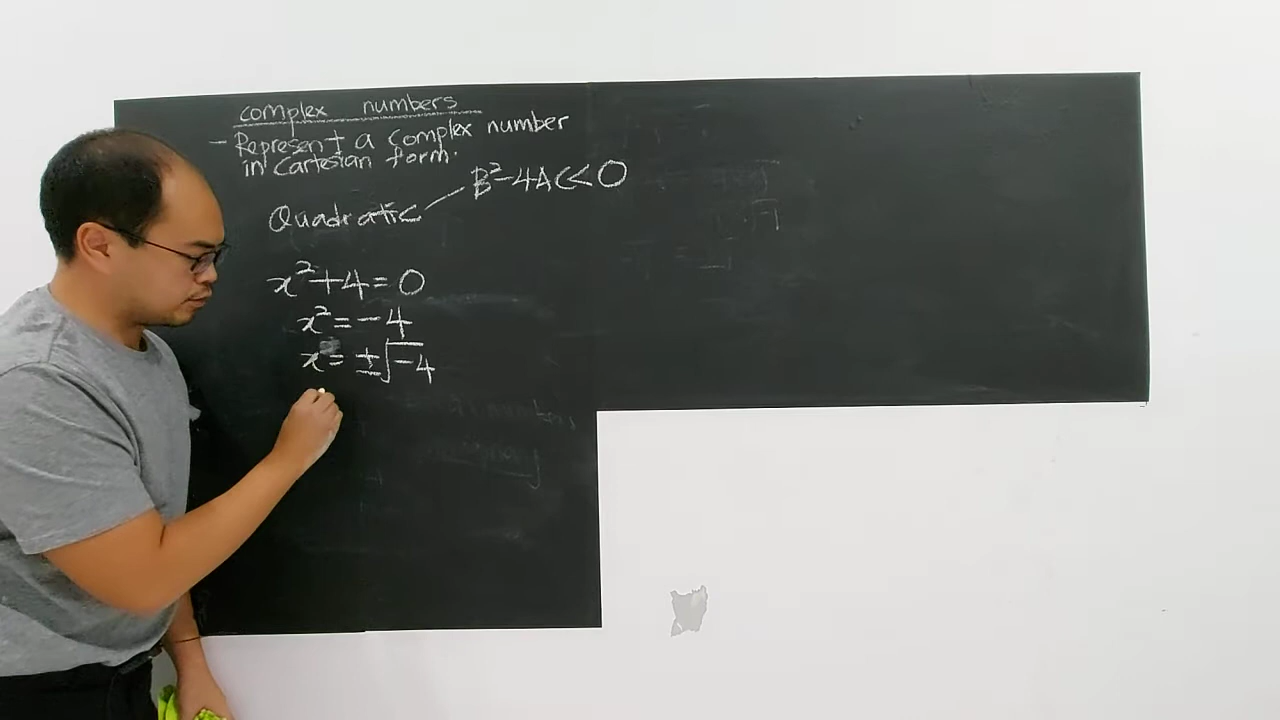 complex numbers
- Represent a complex number
in Cartesian form.
Quadratic
B²-4AC<0
x²+4=0
x²=-4
x=±√-4